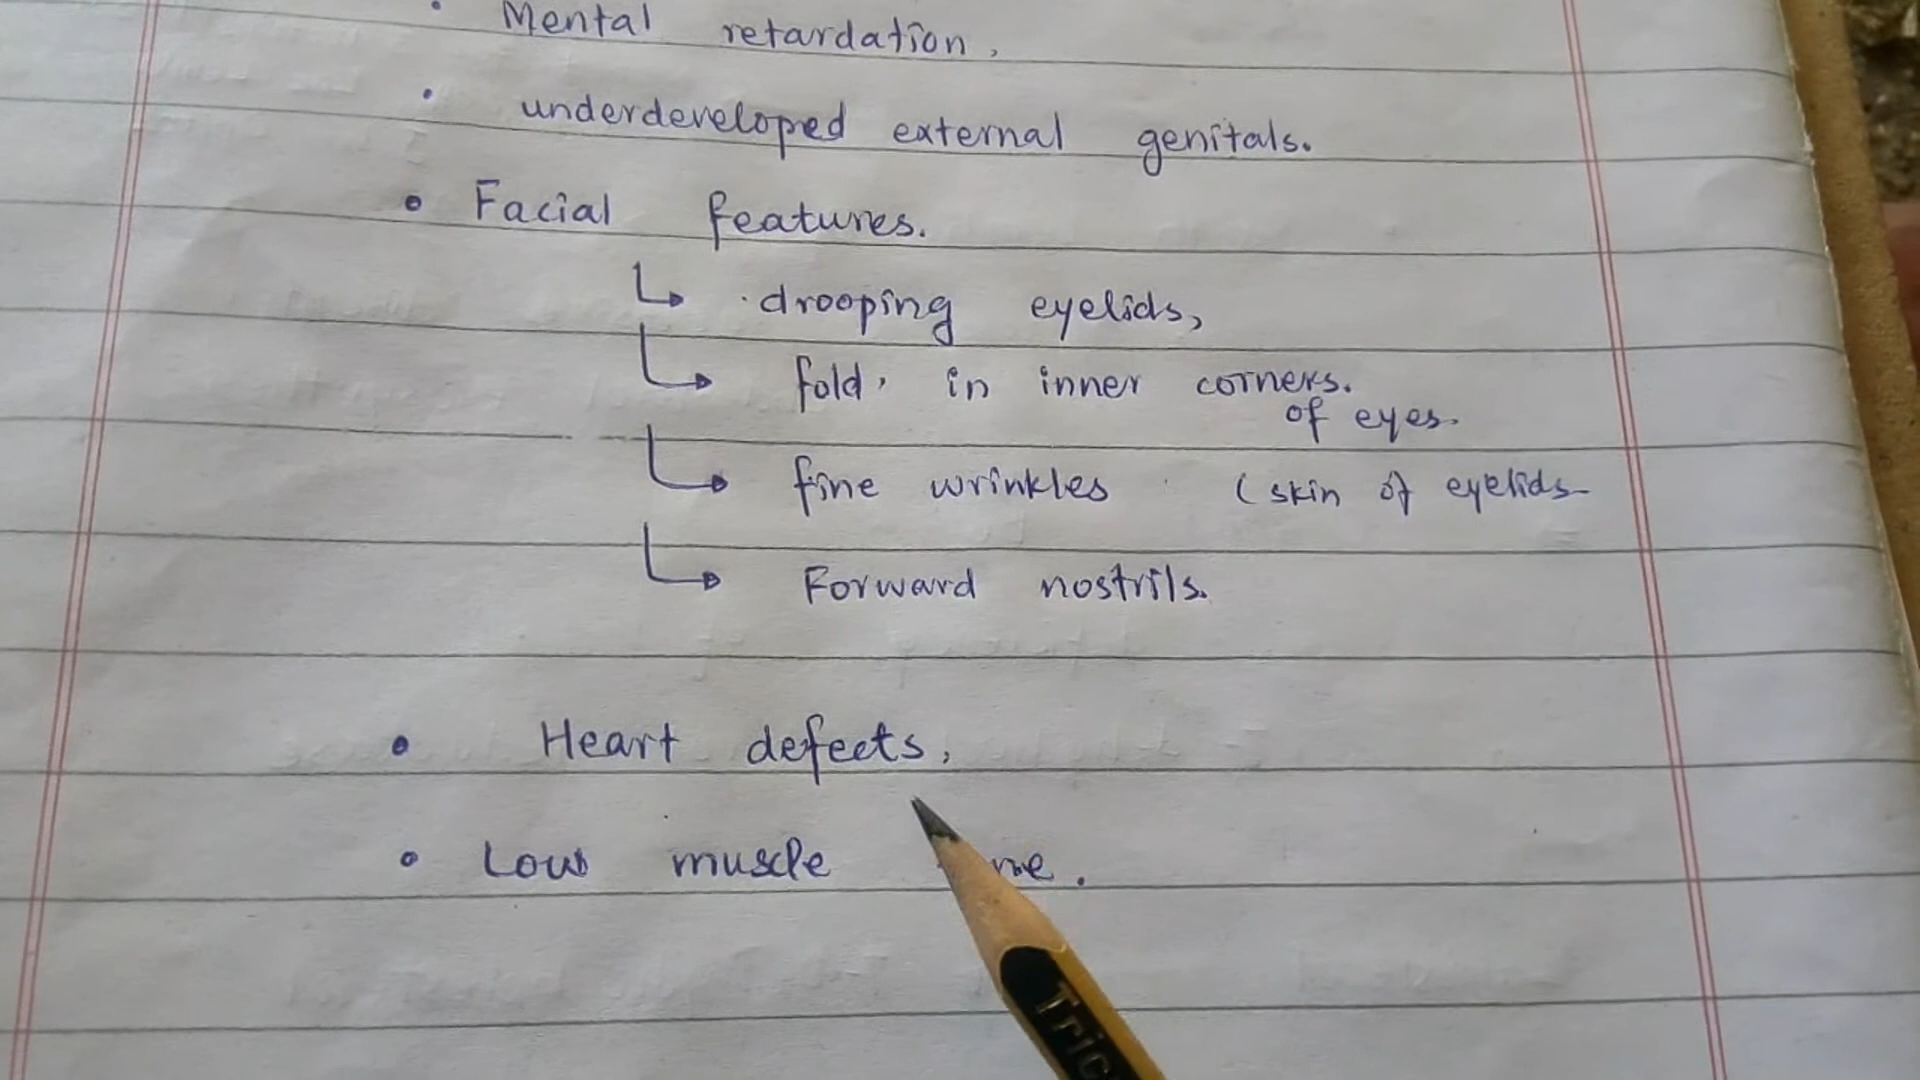 • Mental retardation,
• underdeveloped external genitals.
• Facial features.
↳ drooping eyelids,
↳ fold, in inner corners.
of eyes.
↳ fine wrinkles (skin of eyelids
↳ Forward nostrils.
• Heart defects,
• Low muscle
Tric